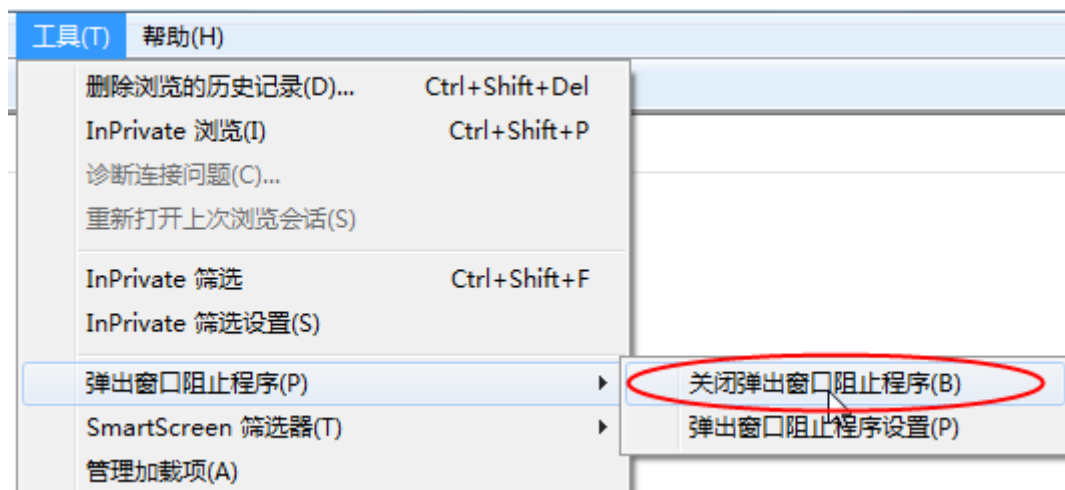 工具(T) 帮助(H)
删除浏览的历史记录(D)... Ctrl+Shift+Del
InPrivate 浏览(I) Ctrl+Shift+P
诊断连接问题(C)...
重新打开上次浏览会话(S)
InPrivate 筛选 Ctrl+Shift+F
InPrivate 筛选设置(S)
弹出窗口阻止程序(P) 关闭弹出窗口阻止程序(B)
SmartScreen 筛选器(T) 弹出窗口阻止程序设置(P)
管理加载项(A)